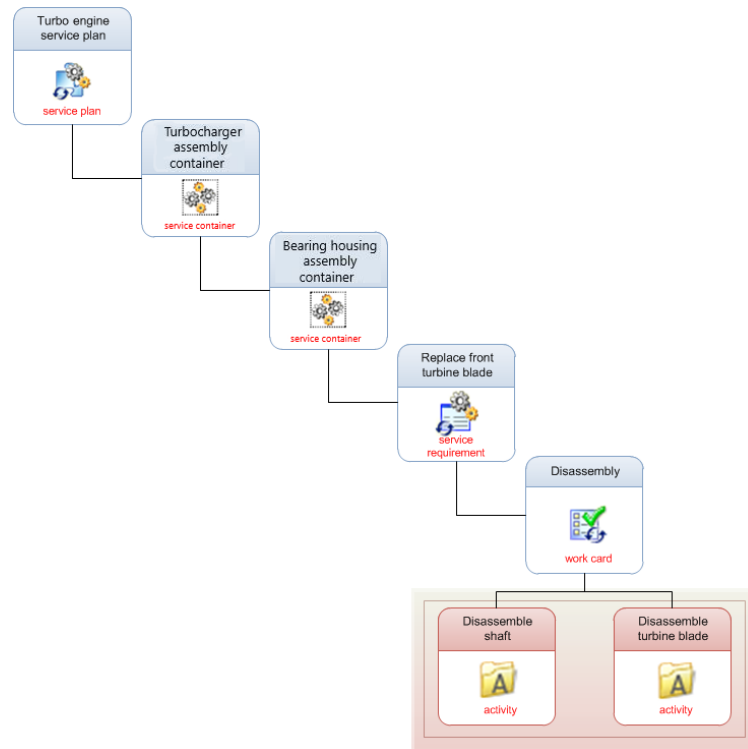 Turbo engine
service plan
service plan
Turbocharger
assembly
container
service container
Bearing housing
assembly
container
service container
Replace front
turbine blade
service
requirement
Disassembly
work card
Disassemble
shaft
A
activity
Disassemble
turbine blade
A
activity